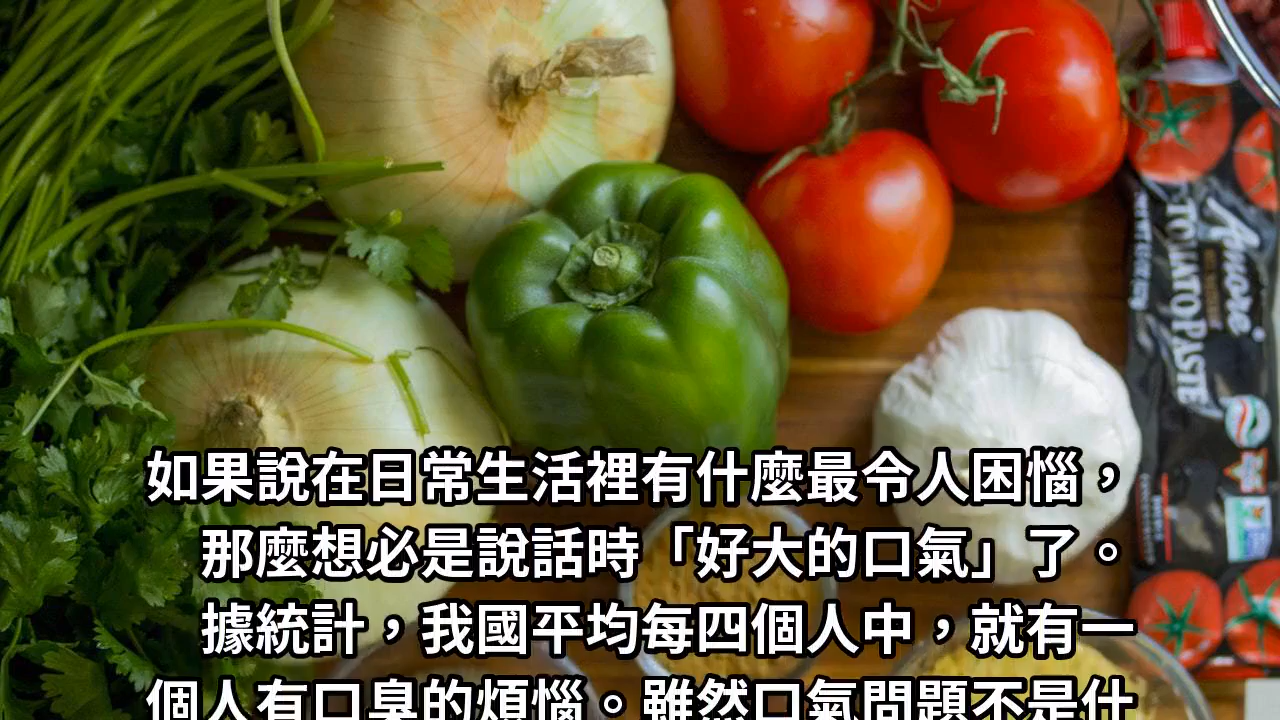 Amore
TOMATO PASTE
如果說在日常生活裡有什麼最令人困惱，
那麼想必是說話時「好大的口氣」了。
據統計，我國平均每四個人中，就有一
個人有口臭的煩惱。雖然口氣問題不是什